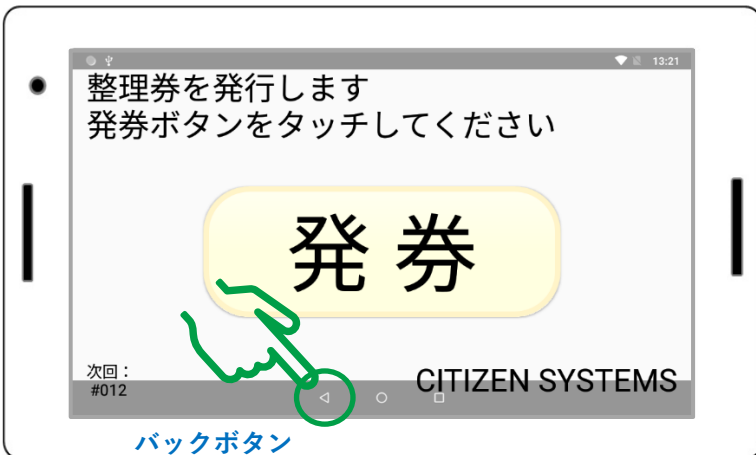 13:21
整理券を発行します
発券ボタンをタッチしてください
発 券
次回：
#012
CITIZEN SYSTEMS
バックボタン